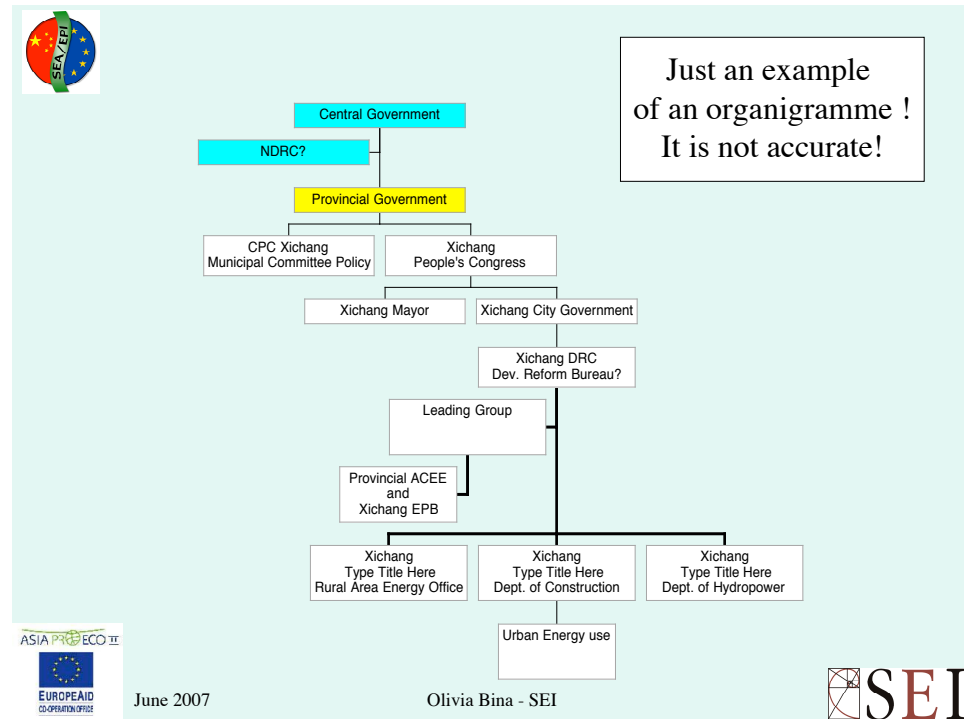 SEA/EPI
Just an example
of an organigramme !
It is not accurate!
Central Government
NDRC?
Provincial Government
CPC Xichang
Municipal Committee Policy
Xichang
People's Congress
Xichang Mayor
Xichang City Government
Xichang DRC
Dev. Reform Bureau?
Leading Group
Provincial ACEE
and
Xichang EPB
Xichang
Type Title Here
Rural Area Energy Office
Xichang
Type Title Here
Dept. of Construction
Xichang
Type Title Here
Dept. of Hydropower
Urban Energy use
ASIA PRO ECO II
EUROPEAID
CO-OPERATION OFFICE
June 2007
Olivia Bina - SEI
SEI